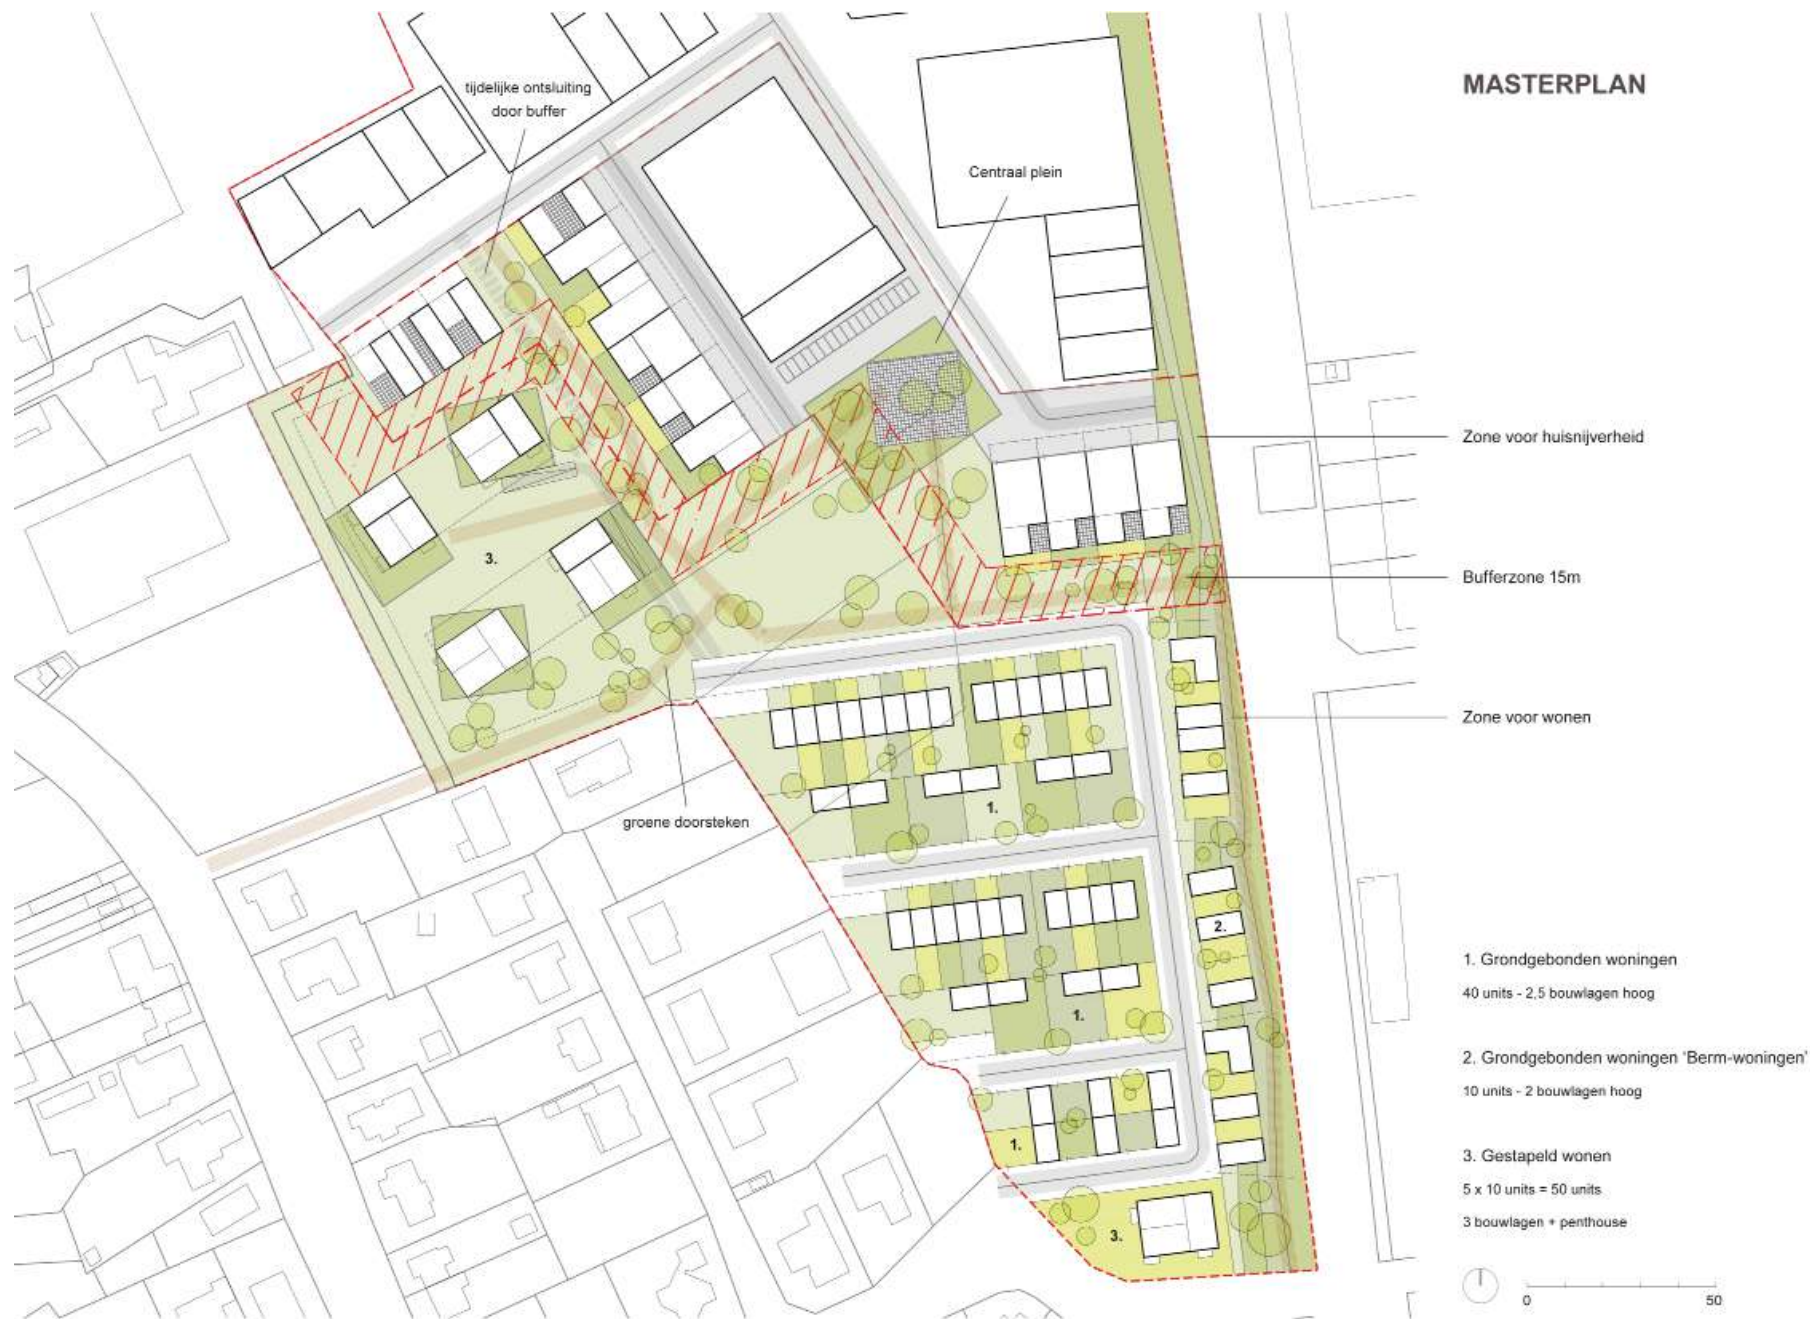 MASTERPLAN
tijdelijke ontsluiting
door buffer
Centraal plein
Zone voor huisnijverheid
Bufferzone 15m
Zone voor wonen
3.
groene doorsteken
1.
2.
1.
1.
3.
1. Grondgebonden woningen
40 units - 2,5 bouwlagen hoog
2. Grondgebonden woningen 'Berm-woningen'
10 units - 2 bouwlagen hoog
3. Gestapeld wonen
5 x 10 units = 50 units
3 bouwlagen + penthouse
0 50